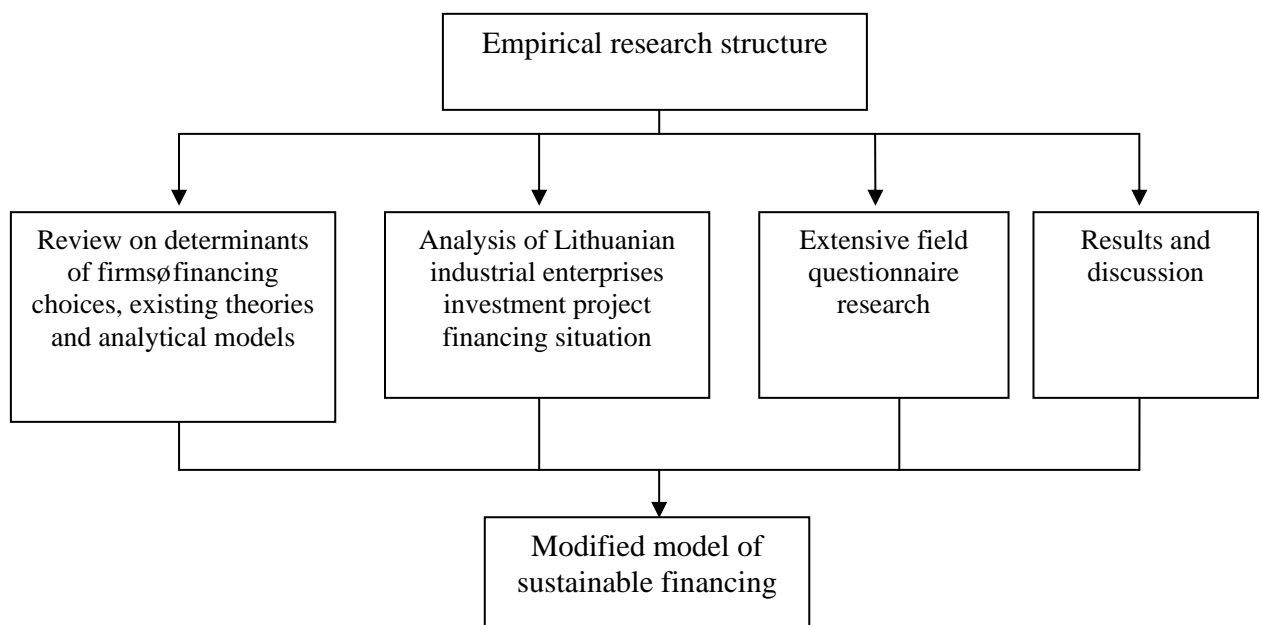 Empirical research structure
Review on determinants
of firmsøfinancing
choices, existing theories
and analytical models
Analysis of Lithuanian
industrial enterprises
investment project
financing situation
Extensive field
questionnaire
research
Results and
discussion
Modified model of
sustainable financing